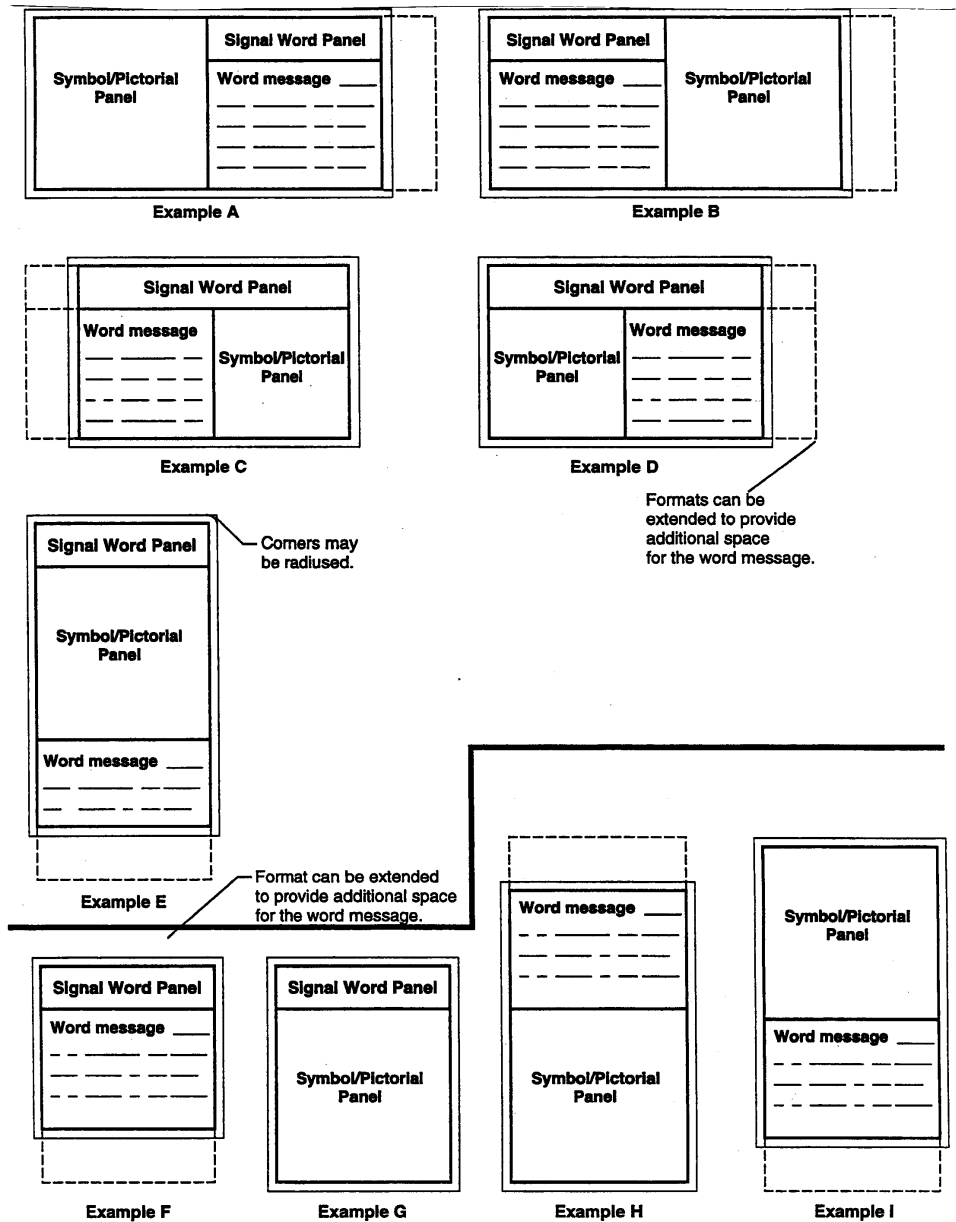 Symbol/Pictorial
Panel
Signal Word Panel
Word message
Example A
Signal Word Panel
Word message
Symbol/Pictorial
Panel
Example B
Signal Word Panel
Word message
Symbol/Pictorial
Panel
Example C
Signal Word Panel
Symbol/Pictorial
Panel
Word message
Example D
Formats can be
extended to provide
additional space
for the word message.
Signal Word Panel
Symbol/Pictorial
Panel
Word message
Example E
Corners may
be radiused.
Format can be extended
to provide additional space
for the word message.
Signal Word Panel
Word message
Example F
Signal Word Panel
Symbol/Pictorial
Panel
Example G
Word message
Symbol/Pictorial
Panel
Example H
Symbol/Pictorial
Panel
Word message
Example I